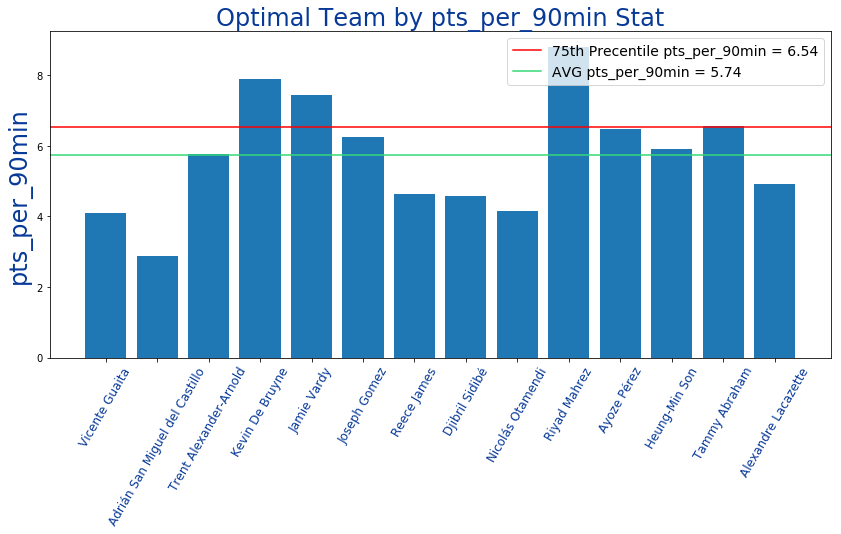 Optimal Team by pts_per_90min Stat
75th Precentile pts_per_90min = 6.54
AVG pts_per_90min = 5.74
pts_per_90min
8
6
4
2
0
Vicente Guaita
Adrián San Miguel del Castillo
Trent Alexander-Arnold
Kevin De Bruyne
Jamie Vardy
Joseph Gomez
Reece James
Djibril Sidibé
Nicolás Otamendi
Riyad Mahrez
Ayoze Pérez
Heung-Min Son
Tammy Abraham
Alexandre Lacazette